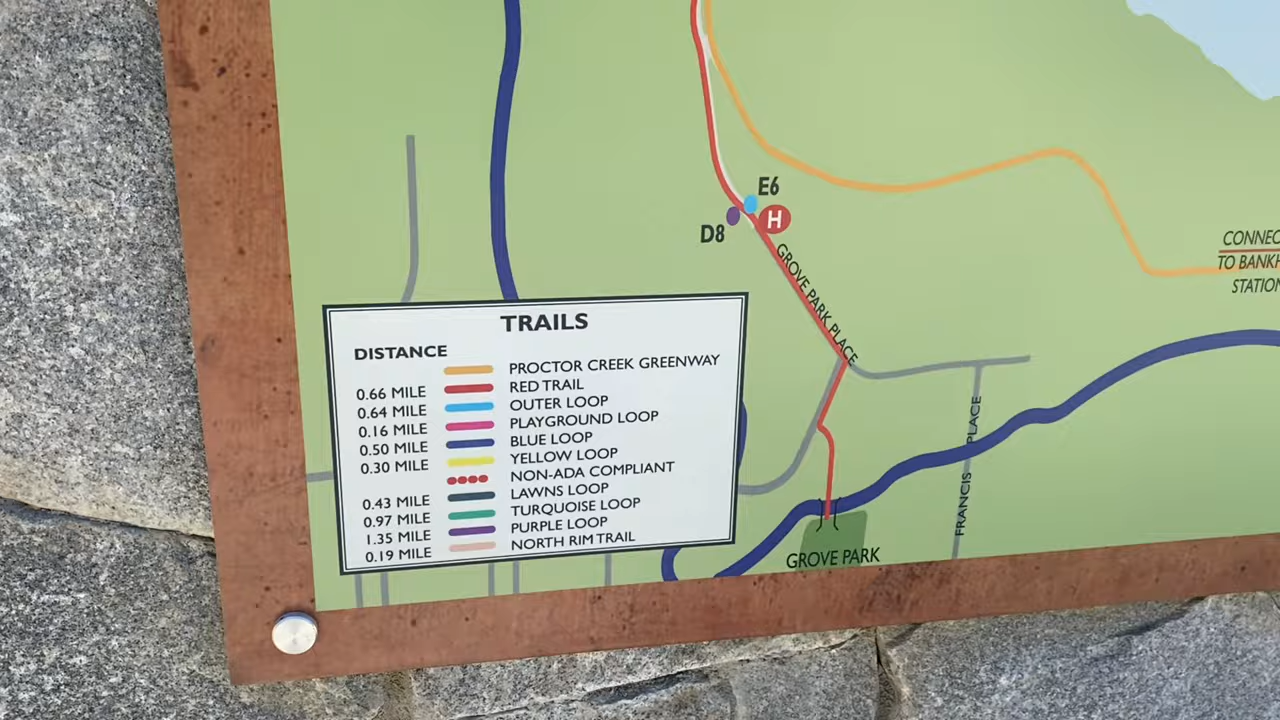 E6
H
D8
GROVE PARK PLACE
CONNEC
TO BANKH
STATION
TRAILS
DISTANCE
PROCTOR CREEK GREENWAY
0.66 MILE RED TRAIL
0.64 MILE OUTER LOOP
0.16 MILE PLAYGROUND LOOP
0.50 MILE BLUE LOOP
0.30 MILE YELLOW LOOP
NON-ADA COMPLIANT
0.43 MILE LAWNS LOOP
0.97 MILE TURQUOISE LOOP
1.35 MILE PURPLE LOOP
0.19 MILE NORTH RIM TRAIL
FRANCIS PLACE
GROVE PARK